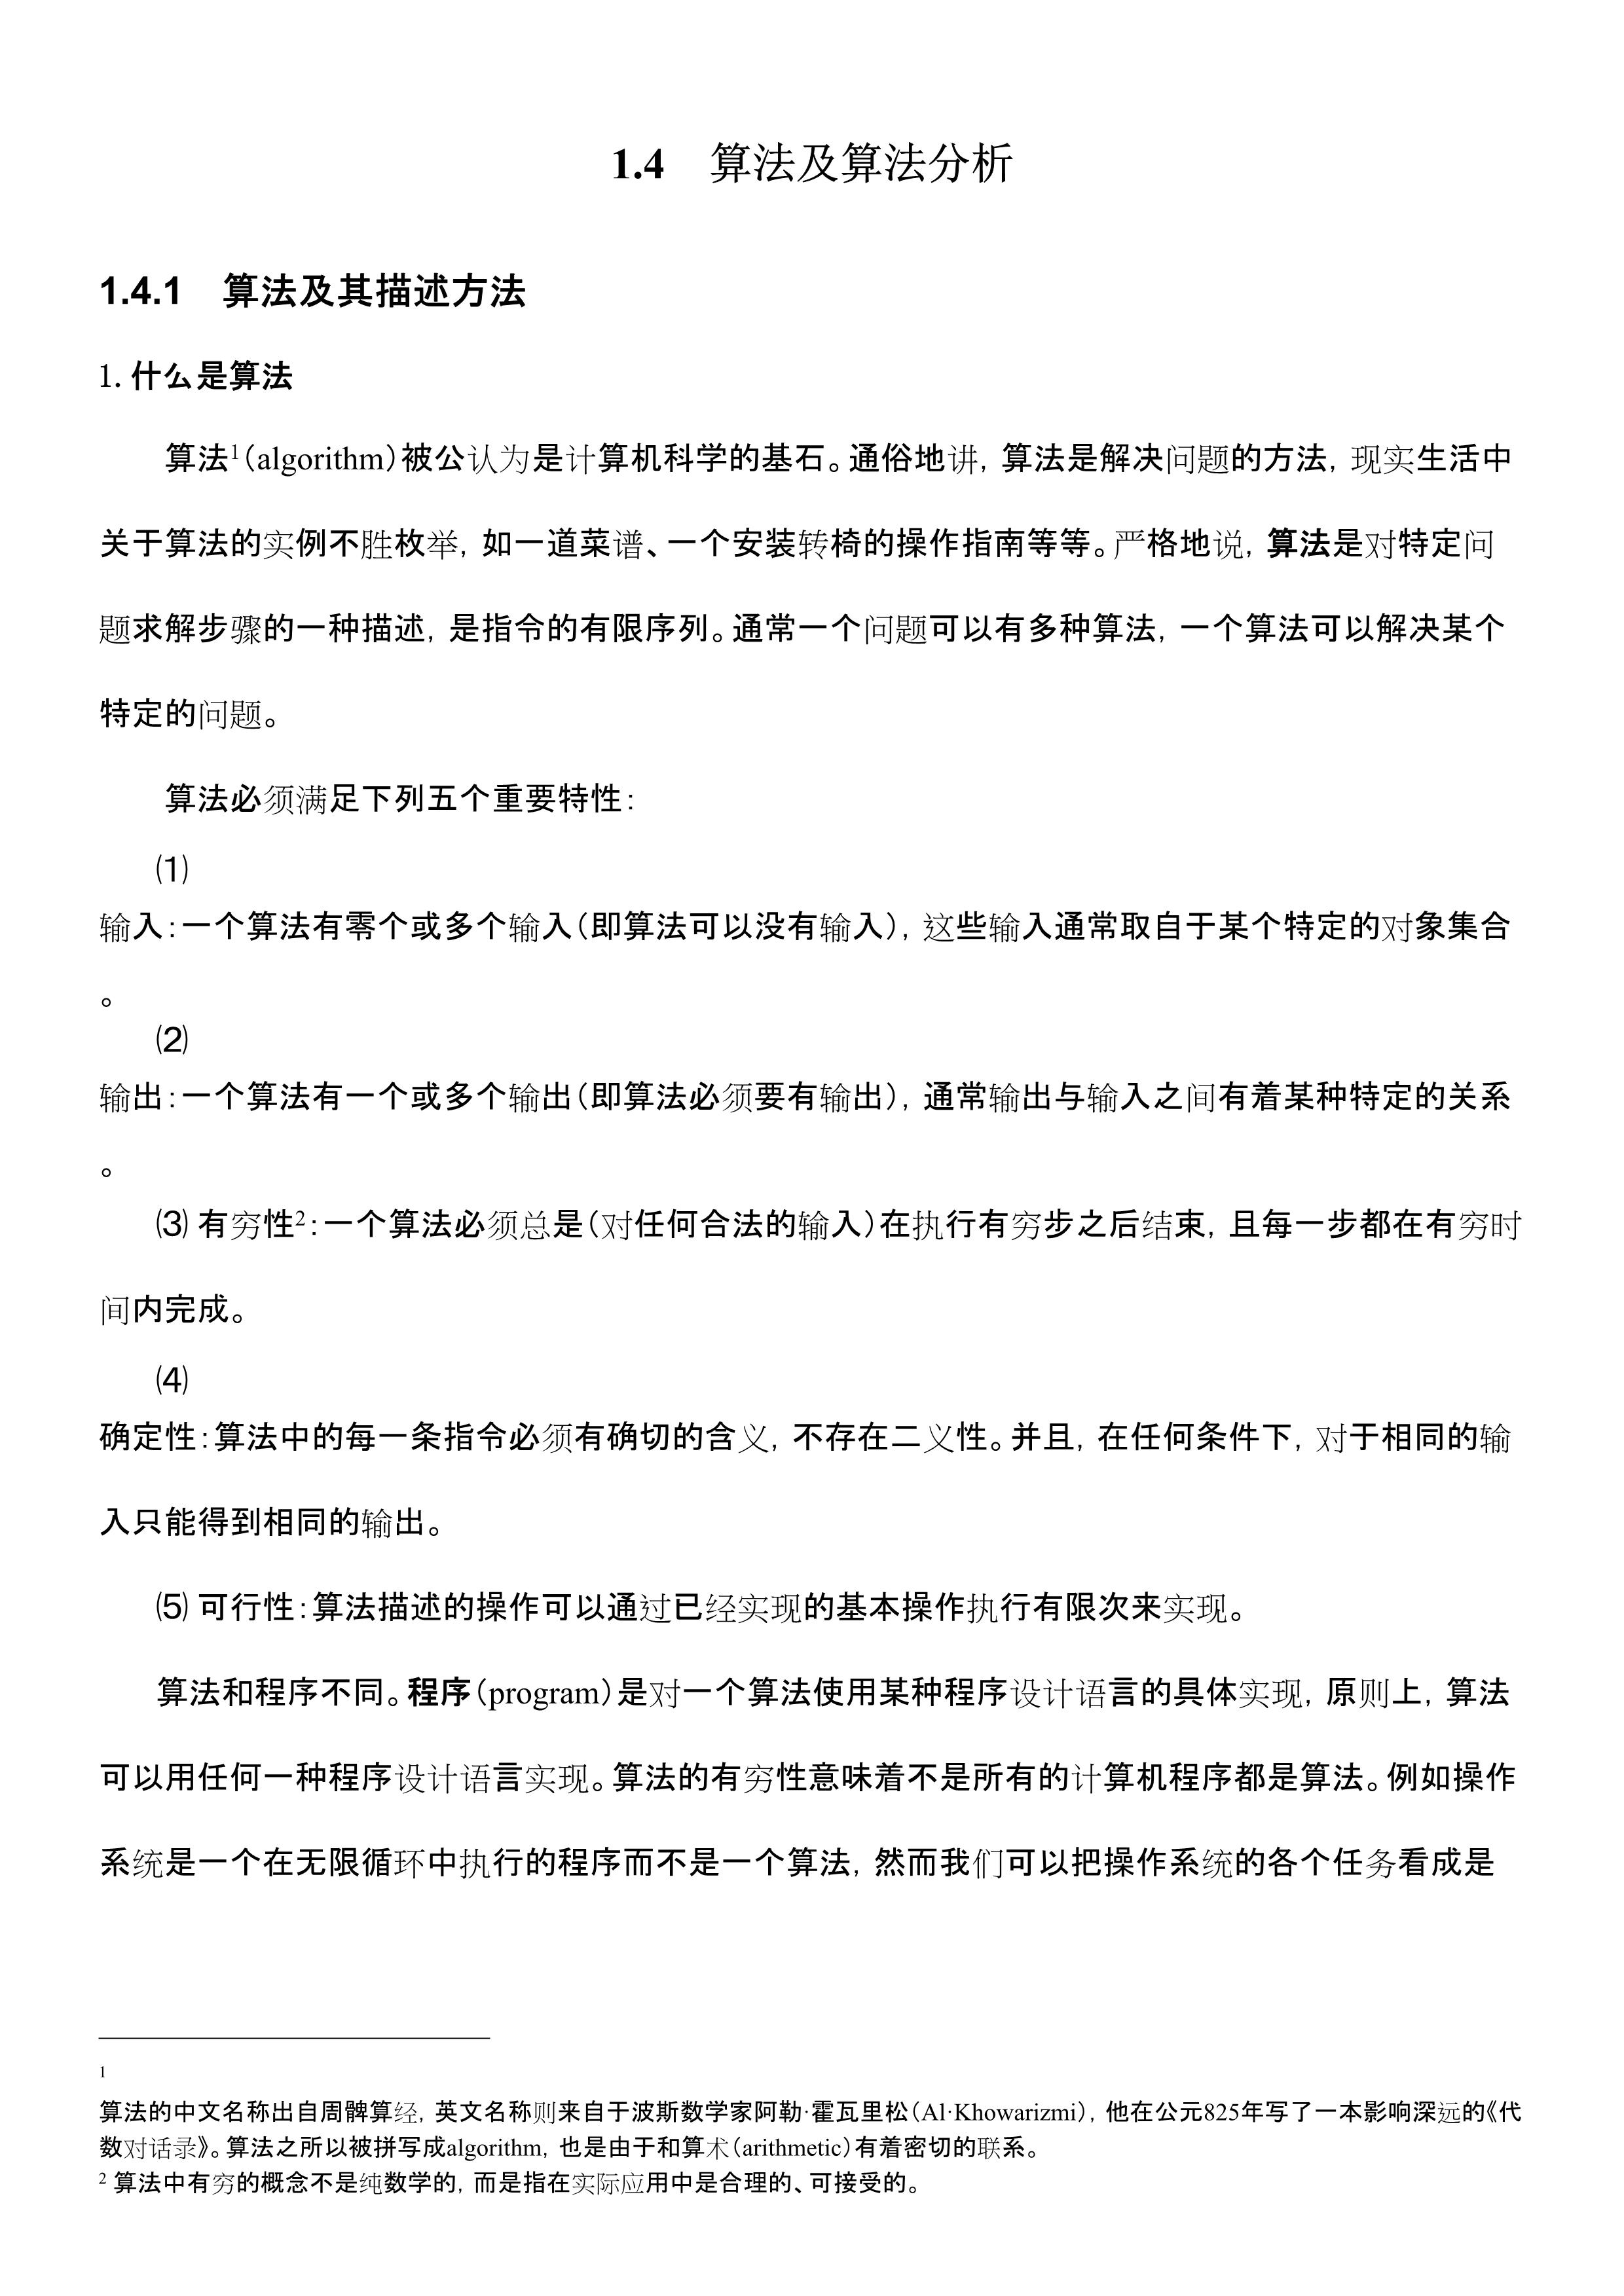 1.4 算法及算法分析
1.4.1 算法及其描述方法
1. 什么是算法
算法1（algorithm）被公认为是计算机科学的基石。通俗地讲，算法是解决问题的方法，现实生活中
关于算法的实例不胜枚举，如一道菜谱、一个安装转椅的操作指南等等。严格地说，算法是对特定问
题求解步骤的一种描述，是指令的有限序列。通常一个问题可以有多种算法，一个算法可以解决某个
特定的问题。
算法必须满足下列五个重要特性：
⑴
输入：一个算法有零个或多个输入（即算法可以没有输入），这些输入通常取自于某个特定的对象集合
。
⑵
输出：一个算法有一个或多个输出（即算法必须要有输出），通常输出与输入之间有着某种特定的关系
。
⑶ 有穷性2：一个算法必须总是（对任何合法的输入）在执行有穷步之后结束，且每一步都在有穷时
间内完成。
⑷
确定性：算法中的每一条指令必须有确切的含义，不存在二义性。并且，在任何条件下，对于相同的输
入只能得到相同的输出。
⑸ 可行性：算法描述的操作可以通过已经实现的基本操作执行有限次来实现。
算法和程序不同。程序（program）是对一个算法使用某种程序设计语言的具体实现，原则上，算法
可以用任何一种程序设计语言实现。算法的有穷性意味着不是所有的计算机程序都是算法。例如操作
系统是一个在无限循环中执行的程序而不是一个算法，然而我们可以把操作系统的各个任务看成是
1
算法的中文名称出自周髀算经，英文名称则来自于波斯数学家阿勒·霍瓦里松（Al·Khowarizmi），他在公元825年写了一本影响深远的《代
数对话录》。算法之所以被拼写成algorithm，也是由于和算术（arithmetic）有着密切的联系。
2 算法中有穷的概念不是纯数学的，而是指在实际应用中是合理的、可接受的。